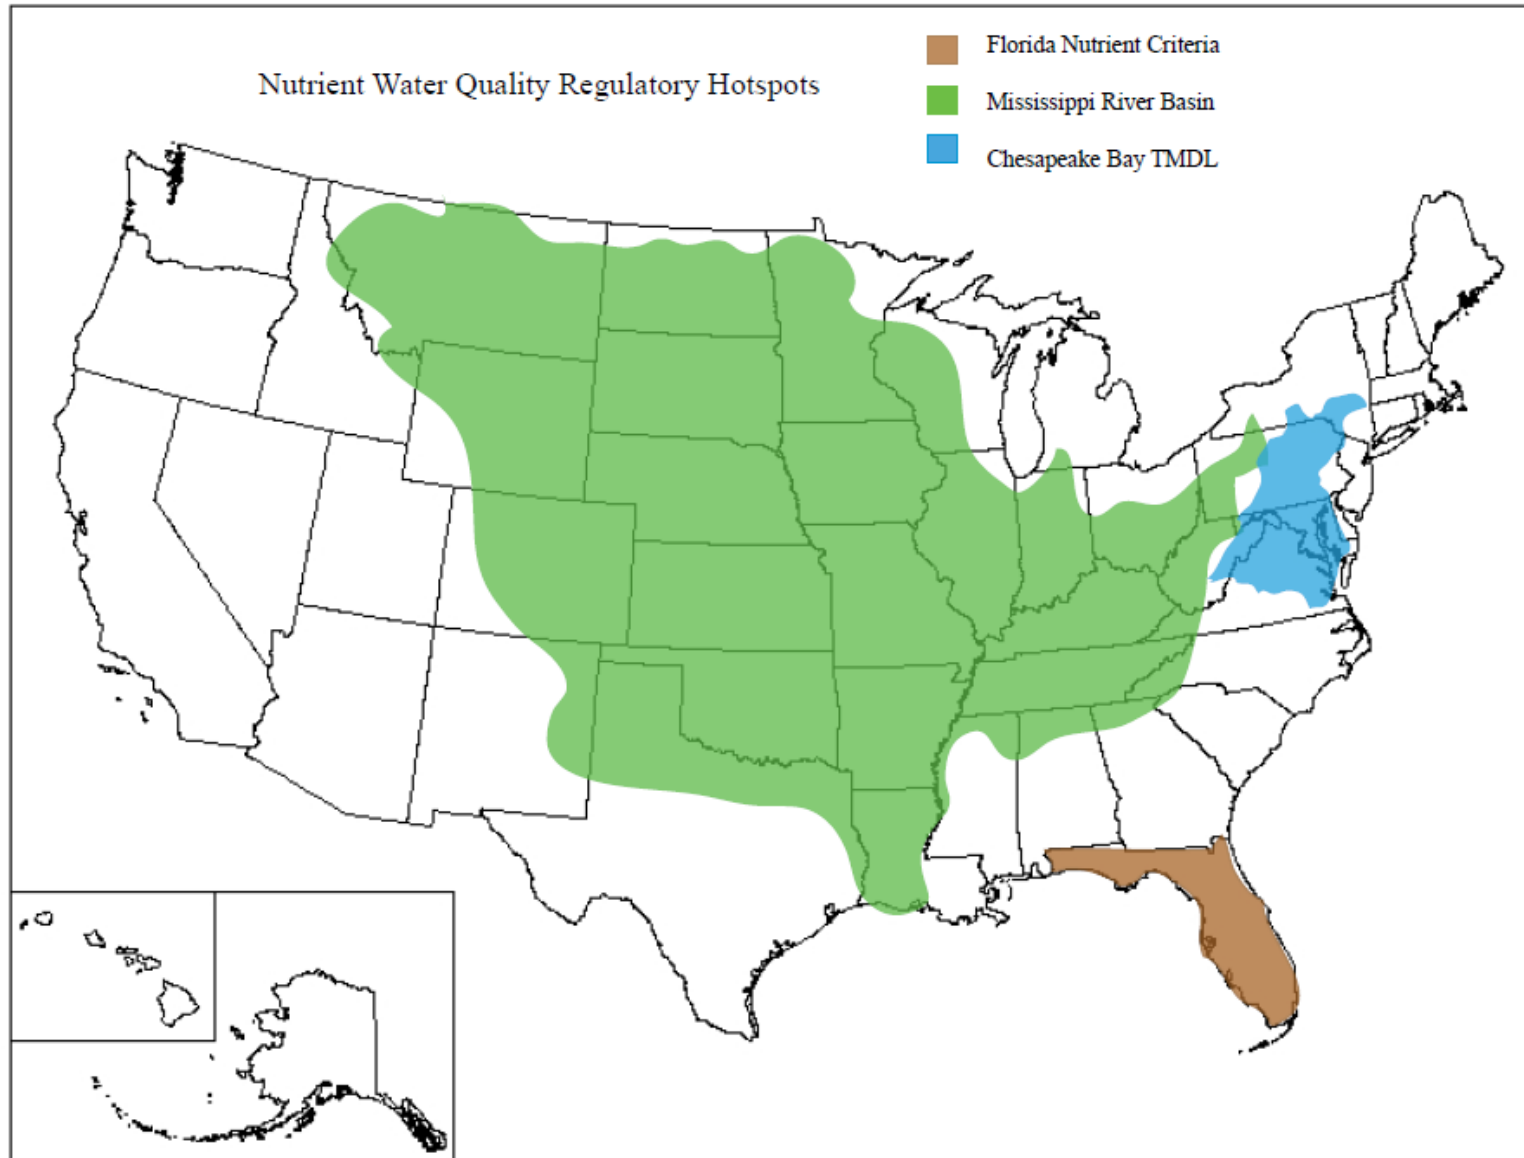 Nutrient Water Quality Regulatory Hotspots
Florida Nutrient Criteria
Mississippi River Basin
Chesapeake Bay TMDL